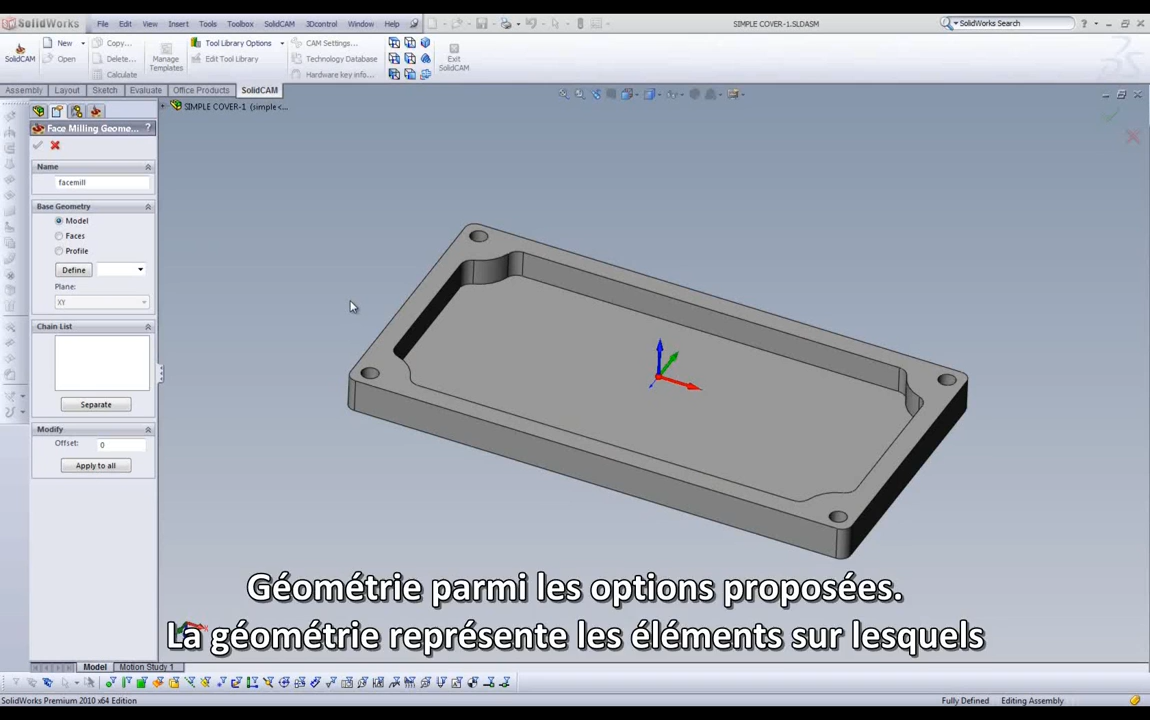 SolidWorks File Edit View Insert Tools Toolbox SolidCAM 3Dcontrol Window Help SIMPLE COVER-1.SLDASM SolidWorks Search
SolidCAM New Copy... Tool Library Options CAM Settings...
Open Delete... Manage Templates Edit Tool Library Technology Database Exit SolidCAM
Calculate Hardware key info...
Assembly Layout Sketch Evaluate Office Products SolidCAM
SIMPLE COVER-1 (simple<...
Face Milling Geome... ?
Name
facemill
Base Geometry
Model
Faces
Profile
Define
Plane:
XY
Chain List
Separate
Modify
Offset: 0
Apply to all
Géométrie parmi les options proposées.
La géométrie représente les éléments sur lesquels
Model Motion Study 1
SolidWorks Premium 2010 x64 Edition Fully Defined Editing Assembly